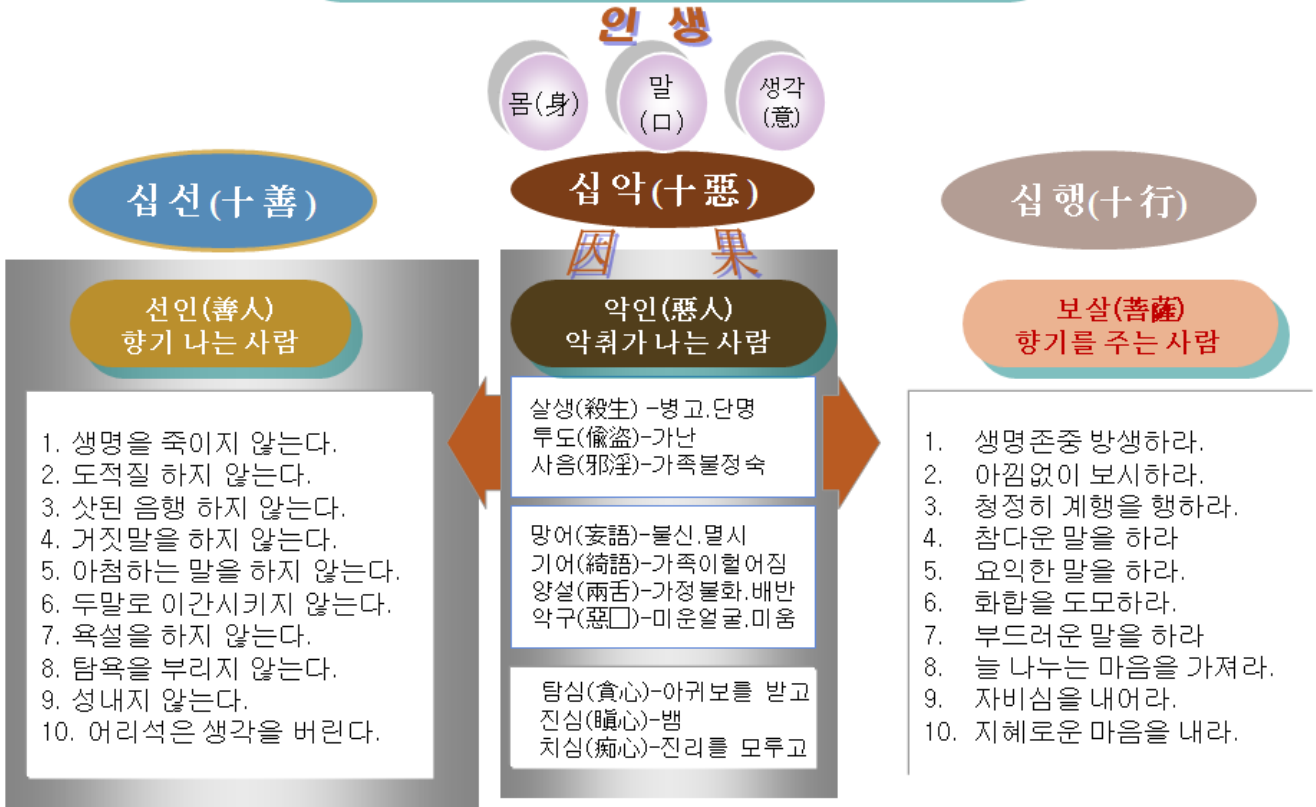 인 생
몸(身)
말
(口)
생각
(意)
십 선 (十 善)
십 악 (十 惡)
십 행(十 行)
因 果
선인(善人)
향기 나는 사람
1. 생명을 죽이지 않는다.
2. 도적질 하지 않는다.
3. 삿된 음행 하지 않는다.
4. 거짓말을 하지 않는다.
5. 아첨하는 말을 하지 않는다.
6. 두말로 이간시키지 않는다.
7. 욕설을 하지 않는다.
8. 탐욕을 부리지 않는다.
9. 성내지 않는다.
10. 어리석은 생각을 버린다.
악인(惡人)
악취가 나는 사람
살생(殺生) -병고.단명
투도(偸盜)-가난
사음(邪淫)-가족불정숙
망어(妄語)-불신.멸시
기어(綺語)-가족이헐어짐
양설(兩舌)-가정불화.배반
악구(惡口)-미운얼굴.미움
탐심(貪心)-아귀보를 받고
진심(瞋心)-뱀
치심(痴心)-진리를 모루고
보살(菩薩)
향기를 주는 사람
1. 생명존중 방생하라.
2. 아낌없이 보시하라.
3. 청정히 계행을 행하라.
4. 참다운 말을 하라
5. 요익한 말을 하라.
6. 화합을 도모하라.
7. 부드러운 말을 하라
8. 늘 나누는 마음을 가져라.
9. 자비심을 내어라.
10. 지혜로운 마음을 내라.